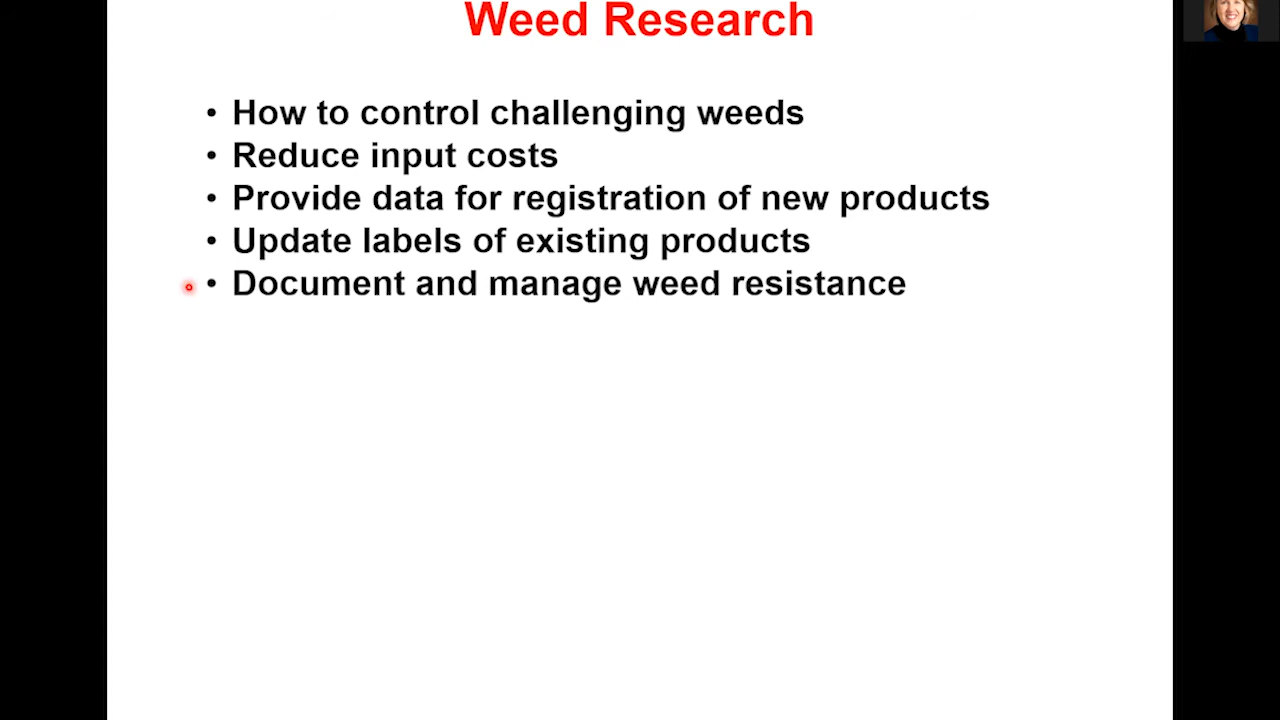 Weed Research
• How to control challenging weeds
• Reduce input costs
• Provide data for registration of new products
• Update labels of existing products
• Document and manage weed resistance